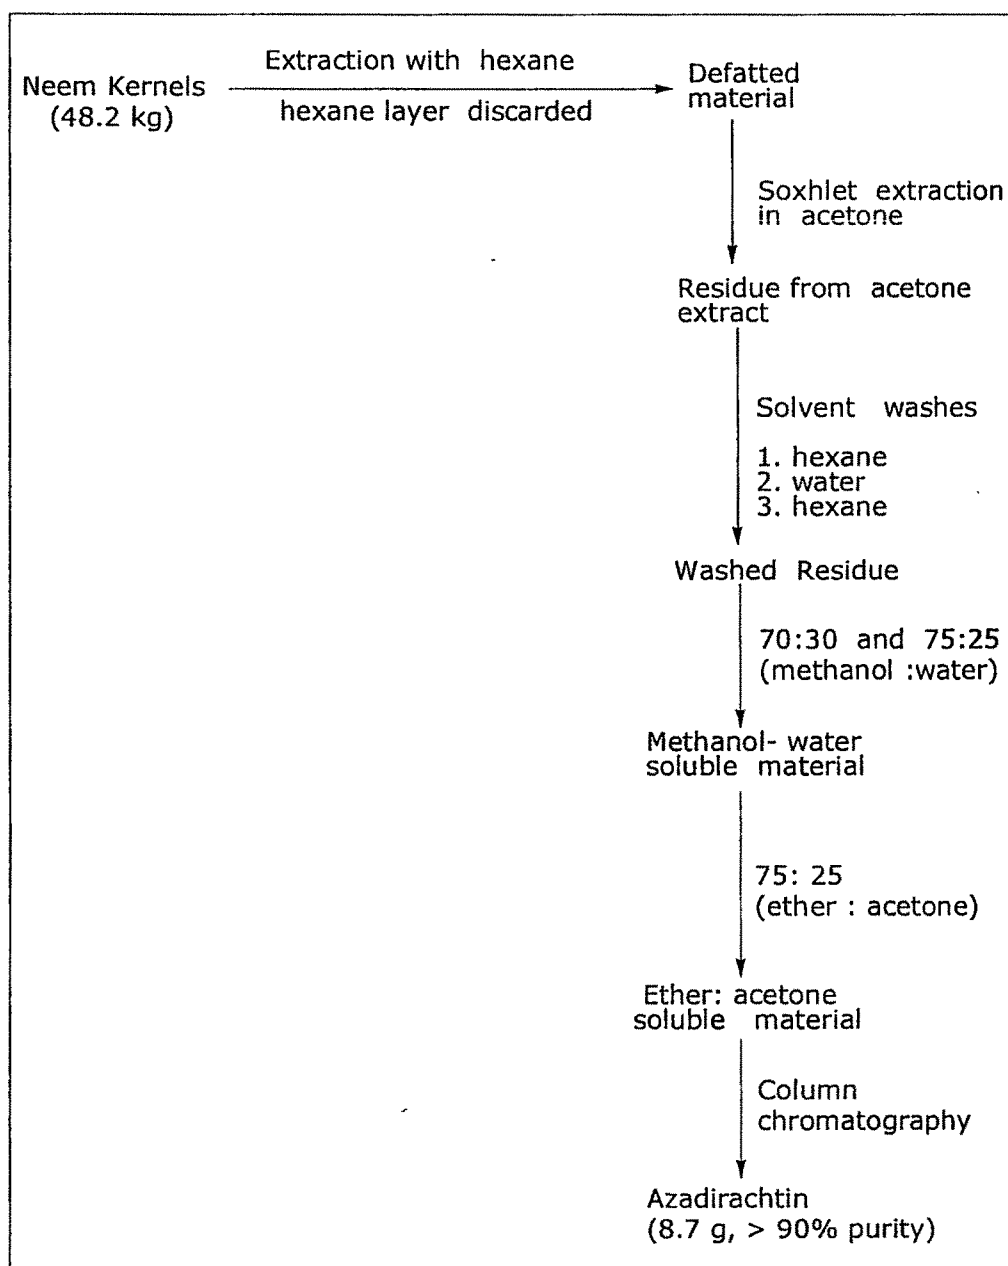 Neem Kernels
(48.2 kg)
Extraction with hexane
hexane layer discarded
Defatted
material
Soxhlet extraction
in acetone
Residue from acetone
extract
Solvent washes
1. hexane
2. water
3. hexane
Washed Residue
70:30 and 75:25
(methanol :water)
Methanol- water
soluble material
75: 25
(ether : acetone)
Ether: acetone
soluble material
Column
chromatography
Azadirachtin
(8.7 g, > 90% purity)